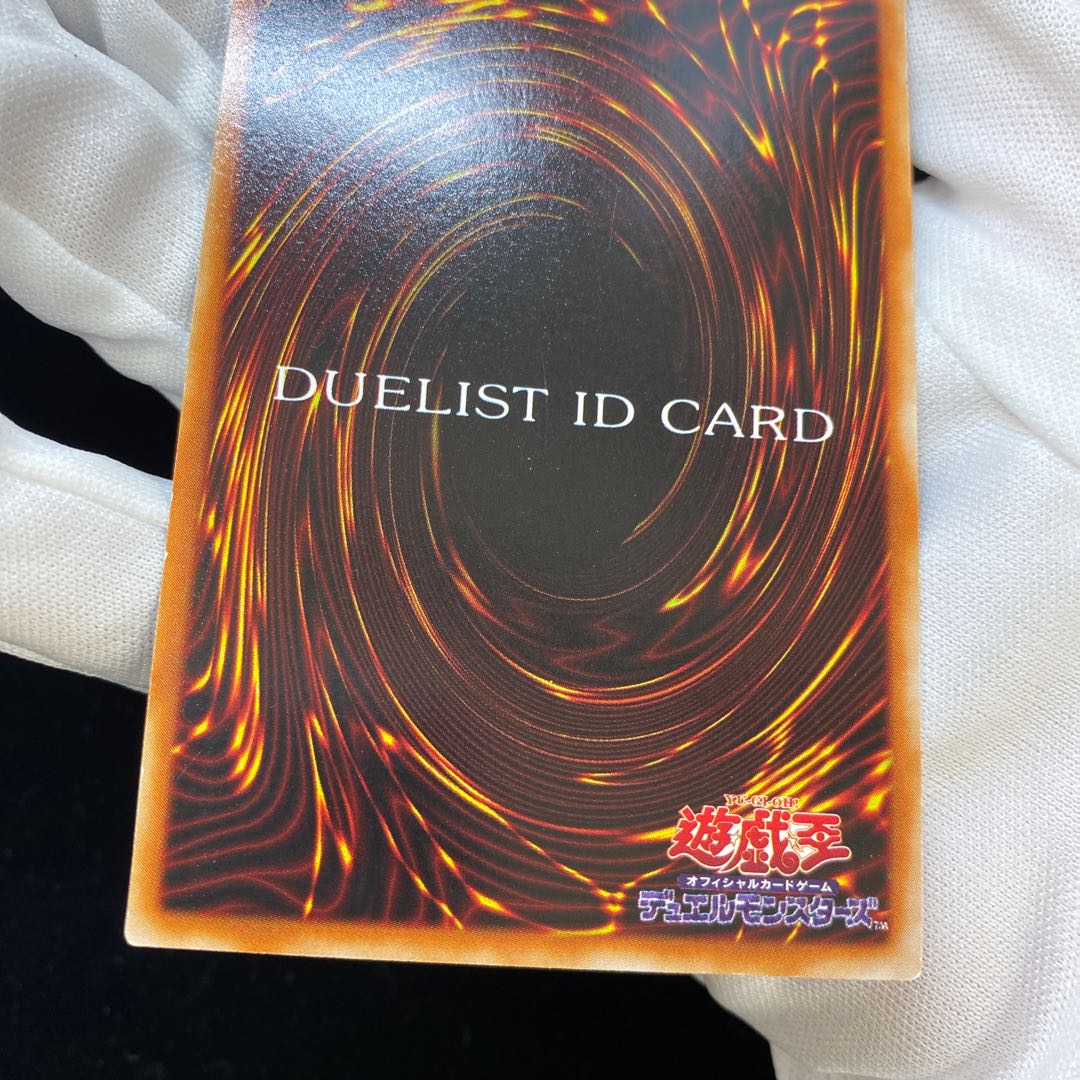 DUELIST ID CARD
YU-GI-OH!
遊戯王
オフィシャルカードゲーム
デュエルモンスターズ
TM